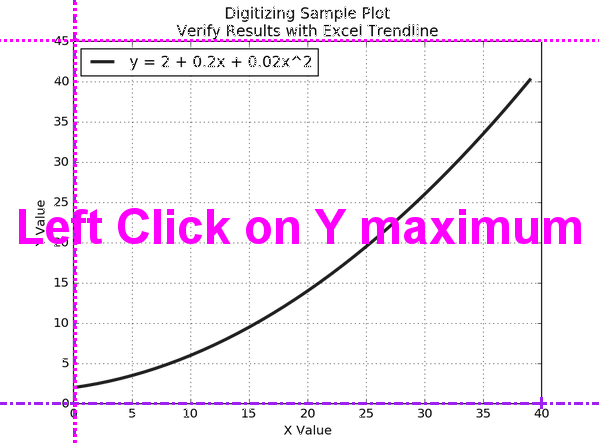 Digitizing Sample Plot
Verify Results with Excel Trendline
45
y = 2 + 0.2x + 0.02x^2
40
35
30
25
Y Value
Left Click on Y maximum
20
15
10
5
0
0 5 10 15 20 25 30 35 40
X Value